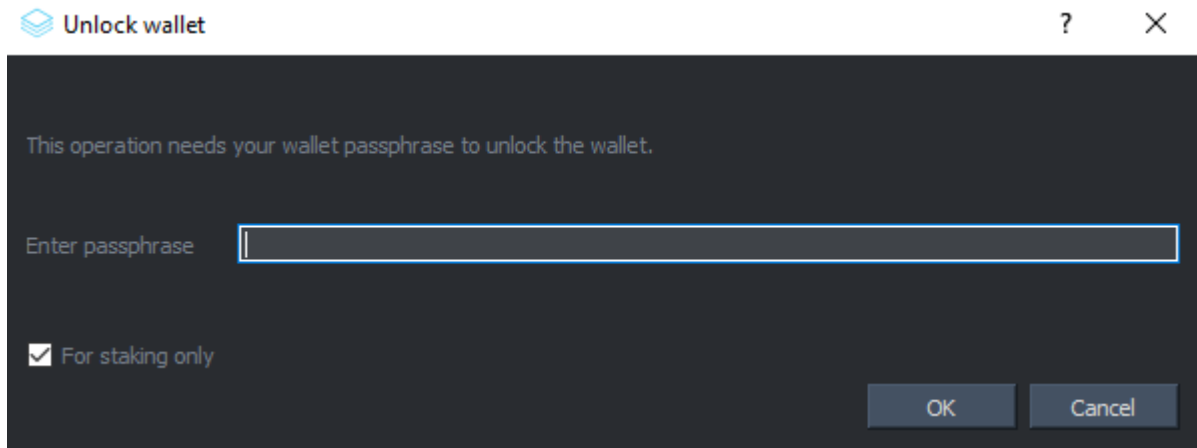 Unlock wallet ?
This operation needs your wallet passphrase to unlock the wallet.
Enter passphrase
For staking only
OK Cancel